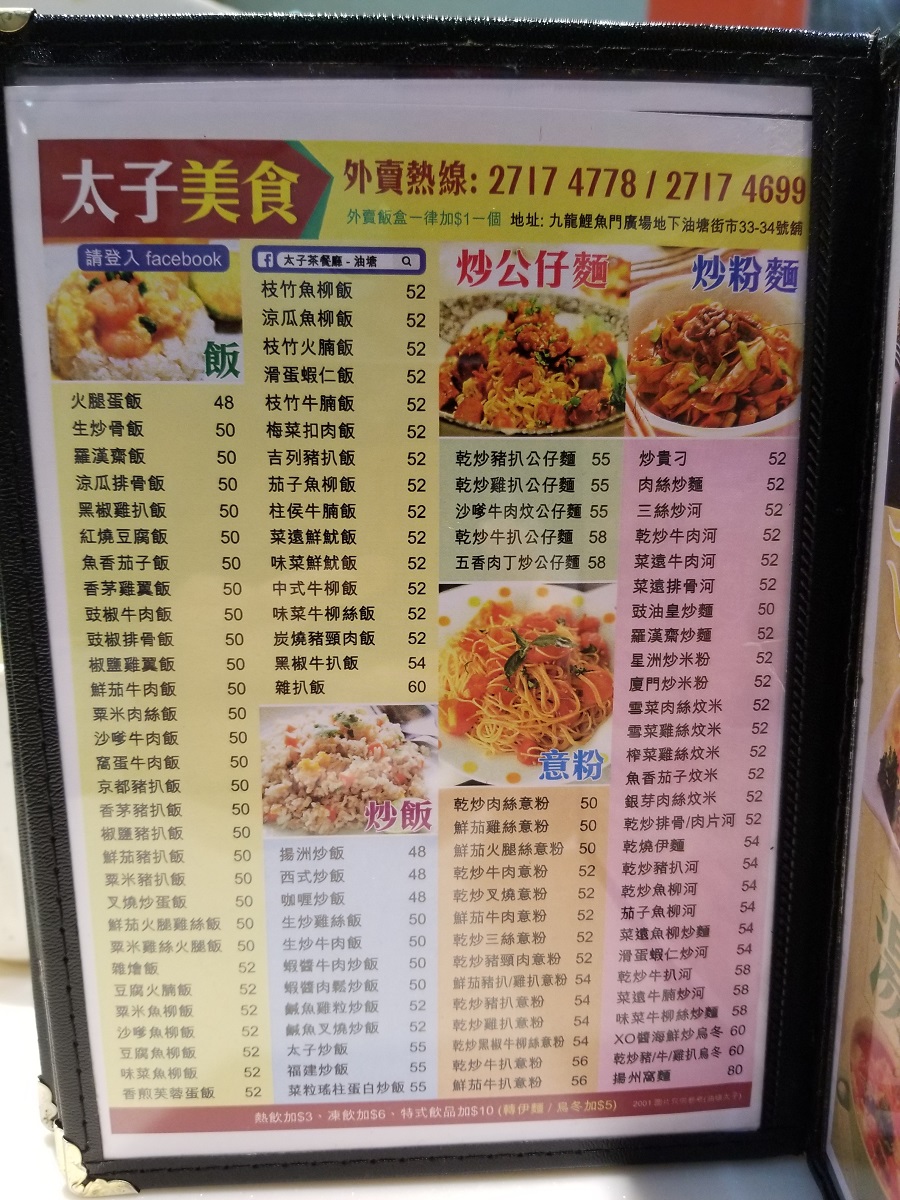 太子美食
外賣熱線: 2717 4778 / 2717 4699
外賣飯盒一律加$1一個 地址: 九龍鯉魚門廣場地下油塘街市33-34號舖
請登入 facebook
太子茶餐廳 - 油塘
飯
火腿蛋飯 48
生炒骨飯 50
羅漢齋飯 50
涼瓜排骨飯 50
黑椒雞扒飯 50
紅燒豆腐飯 50
魚香茄子飯 50
香茅雞翼飯 50
豉椒牛肉飯 50
豉椒排骨飯 50
椒鹽雞翼飯 50
鮮茄牛肉飯 50
粟米肉絲飯 50
沙嗲牛肉飯 50
窩蛋牛肉飯 50
京都豬扒飯 50
香茅豬扒飯 50
椒鹽豬扒飯 50
鮮茄豬扒飯 50
粟米豬扒飯 50
叉燒炒蛋飯 50
鮮茄火腿雞絲飯 50
粟米雞絲火腿飯 50
雜燴飯 52
豆腐火腩飯 52
粟米魚柳飯 52
沙嗲魚柳飯 52
豆腐魚柳飯 52
味菜魚柳飯 52
香煎芙蓉蛋飯 52
枝竹魚柳飯 52
涼瓜魚柳飯 52
枝竹火腩飯 52
滑蛋蝦仁飯 52
枝竹牛腩飯 52
梅菜扣肉飯 52
吉列豬扒飯 52
茄子魚柳飯 52
柱侯牛腩飯 52
菜遠鮮魷飯 52
味菜鮮魷飯 52
中式牛柳飯 52
味菜牛柳絲飯 52
炭燒豬頸肉飯 52
黑椒牛扒飯 54
雜扒飯 60
炒飯
揚洲炒飯 48
西式炒飯 48
咖喱炒飯 48
生炒雞絲飯 50
生炒牛肉飯 50
蝦醬牛肉炒飯 50
蝦醬肉鬆炒飯 50
鹹魚雞粒炒飯 52
鹹魚叉燒炒飯 52
太子炒飯 55
福建炒飯 55
菜粒瑤柱蛋白炒飯 55
炒公仔麵
乾炒豬扒公仔麵 55
乾炒雞扒公仔麵 55
沙嗲牛肉炆公仔麵 55
乾炒牛扒公仔麵 58
五香肉丁炒公仔麵 58
意粉
乾炒肉絲意粉 50
鮮茄雞絲意粉 50
鮮茄火腿絲意粉 50
乾炒牛肉意粉 52
乾炒叉燒意粉 52
鮮茄牛肉意粉 52
乾炒三絲意粉 52
乾炒豬頸肉意粉 52
鮮茄豬扒/雞扒意粉 54
乾炒豬扒意粉 54
乾炒雞扒意粉 54
乾炒黑椒牛柳絲意粉 54
乾炒牛扒意粉 56
鮮茄牛扒意粉 56
炒粉麵
炒貴刁 52
肉絲炒麵 52
三絲炒河 52
乾炒牛肉河 52
菜遠牛肉河 52
菜遠排骨河 52
豉油皇炒麵 50
羅漢齋炒麵 52
星洲炒米粉 52
廈門炒米粉 52
雪菜肉絲炆米 52
雪菜雞絲炆米 52
榨菜雞絲炆米 52
魚香茄子炆米 52
銀芽肉絲炆米 52
乾炒排骨/肉片河 52
乾燒伊麵 54
乾炒豬扒河 54
乾炒魚柳河 54
茄子魚柳河 54
菜遠魚柳炒麵 54
滑蛋蝦仁炒河 54
乾炒牛扒河 58
菜遠牛腩炒河 58
味菜牛柳絲炒麵 58
XO醬海鮮炒烏冬 60
乾炒豬/牛/雞扒烏冬 60
揚州窩麵 80
熱飲加$3、凍飲加$6、特式飲品加$10 (轉伊麵 / 烏冬加$5)